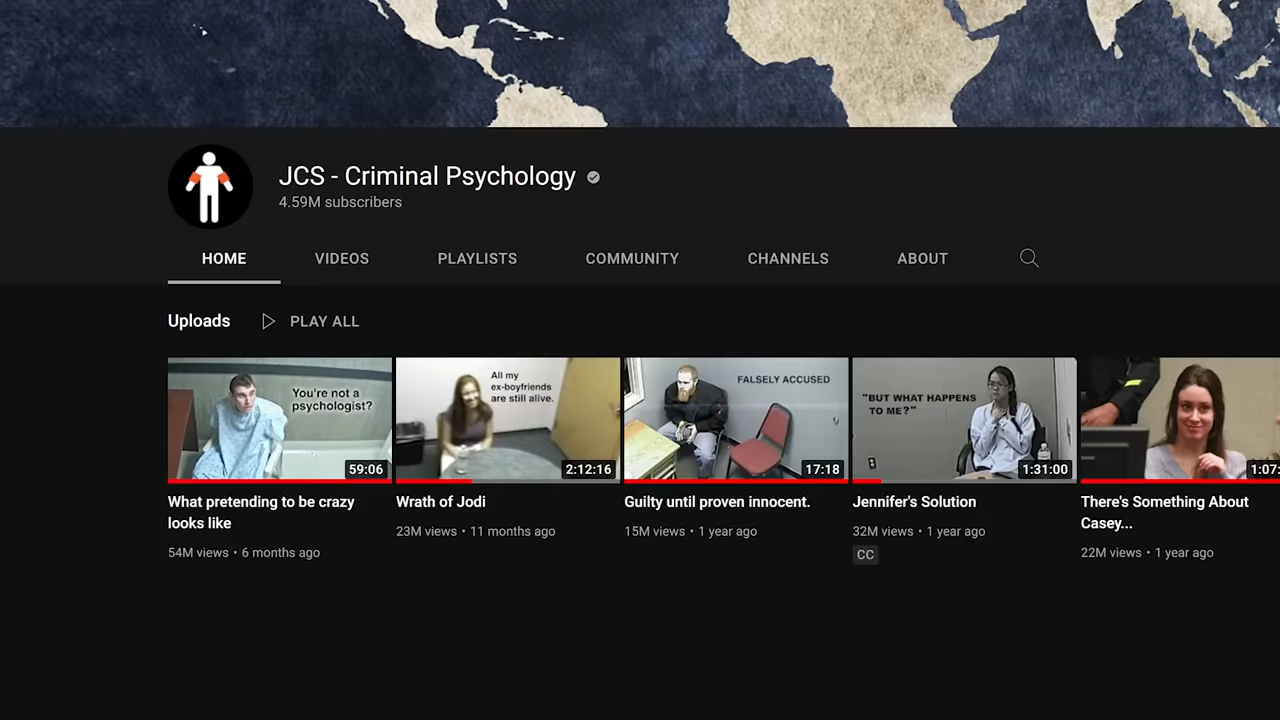 JCS - Criminal Psychology
4.59M subscribers
HOME VIDEOS PLAYLISTS COMMUNITY CHANNELS ABOUT
Uploads PLAY ALL
You're not a
psychologist?
59:06
All my
ex-boyfriends
are still alive.
2:12:16
FALSELY ACCUSED
17:18
"BUT WHAT HAPPENS
TO ME?"
1:31:00
1:07:
What pretending to be crazy
looks like
54M views • 6 months ago
Wrath of Jodi
23M views • 11 months ago
Guilty until proven innocent.
15M views • 1 year ago
Jennifer's Solution
32M views • 1 year ago
CC
There's Something About
Casey...
22M views • 1 year ago